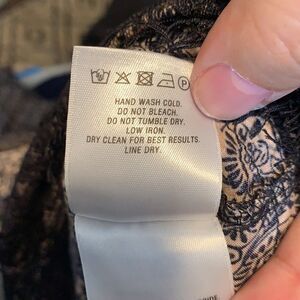 P
HAND WASH COLD.
DO NOT BLEACH.
DO NOT TUMBLE DRY.
LOW IRON.
DRY CLEAN FOR BEST RESULTS.
LINE DRY.